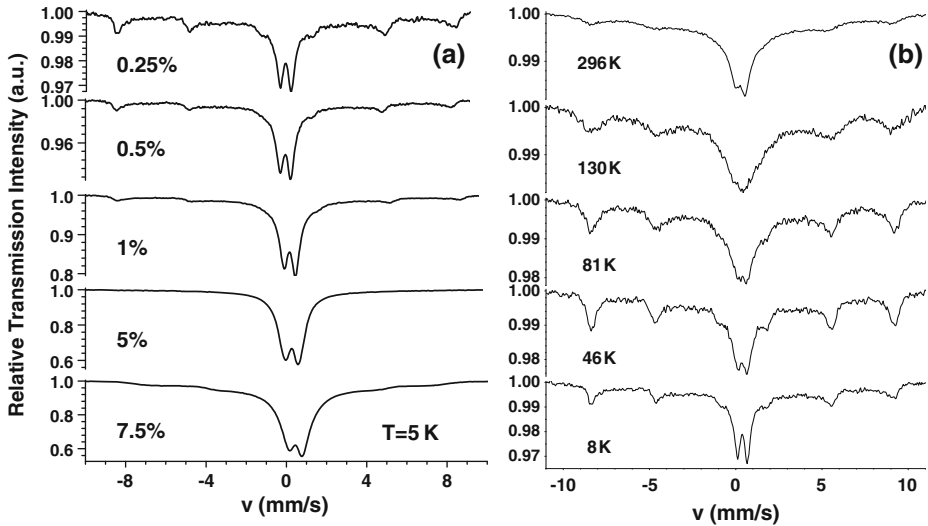 Relative Transmission Intensity (a.u.)
(a)
1.00
0.99
0.98
0.97
0.25%
1.00
0.96
0.5%
1.0
0.9
0.8
1%
1.0
0.8
0.6
5%
1.0
0.8
0.6
7.5%
T=5 K
-8 -4 0 4 8
v (mm/s)
(b)
1.00
0.99
296 K
1.00
0.99
130 K
1.00
0.99
0.98
81 K
1.00
0.99
0.98
46 K
1.00
0.99
0.97
8 K
-10 -5 0 5 10
v (mm/s)